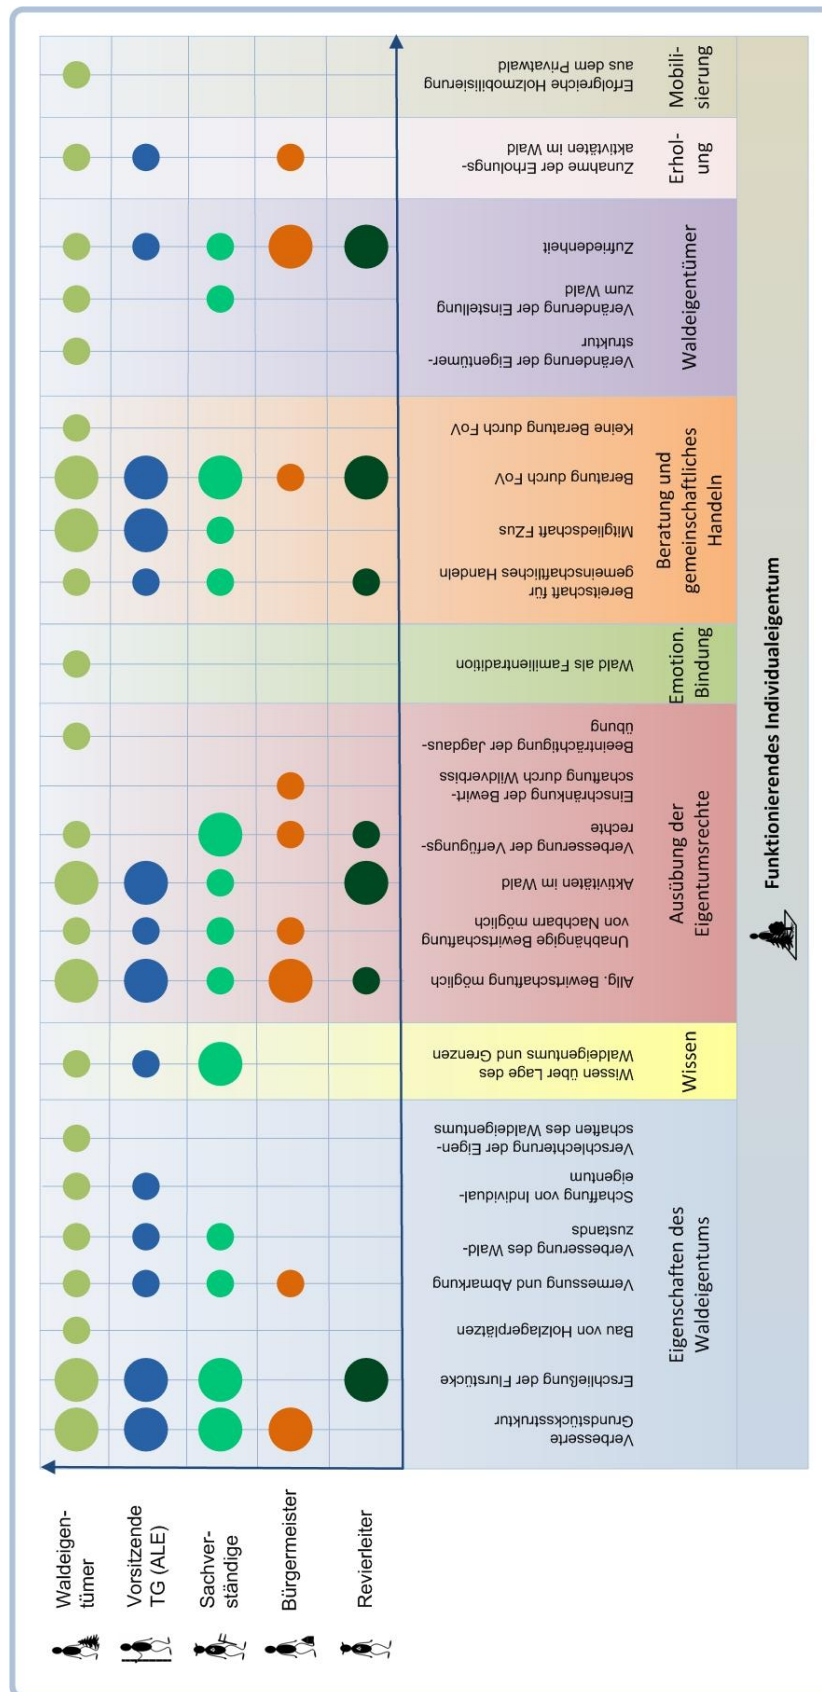 Waldeigen-
tümer
Vorsitzende
TG (ALE)
Sachver-
ständige
Bürgermeister
Revierleiter
Verbesserte
Grundstücksstruktur
Erschließung der Flurstücke
Bau von Holzlagerplätzen
Vermessung und Abmarkung
Verbesserung des Wald-
zustands
Schaffung von Individual-
eigentum
Verschlechterung der Eigen-
schaften des Waldeigentums
Wissen über Lage des
Waldeigentums und Grenzen
Allg. Bewirtschaftung möglich
Unabhängige Bewirtschaftung
von Nachbarn möglich
Aktivitäten im Wald
Verbesserung der Verfügungs-
rechte
Einschränkung der Bewirt-
schaftung durch Wildverbiss
Beeinträchtigung der Jagdaus-
übung
Wald als Familientradition
Bereitschaft für
gemeinschaftliches Handeln
Mitgliedschaft FZus
Beratung durch FoV
Keine Beratung durch FoV
Veränderung der Eigentümer-
struktur
Veränderung der Einstellung
zum Wald
Zufriedenheit
Zunahme der Erholungs-
aktivitäten im Wald
Erfolgreiche Holzmobilisierung
aus dem Privatwald
Eigenschaften des
Waldeigentums
Wissen
Ausübung der
Eigentumsrechte
Emotion.
Bindung
Beratung und
gemeinschaftliches
Handeln
Waldeigentümer
Erhol-
ung
Mobili-
sierung
Funktionierendes Individualeigentum